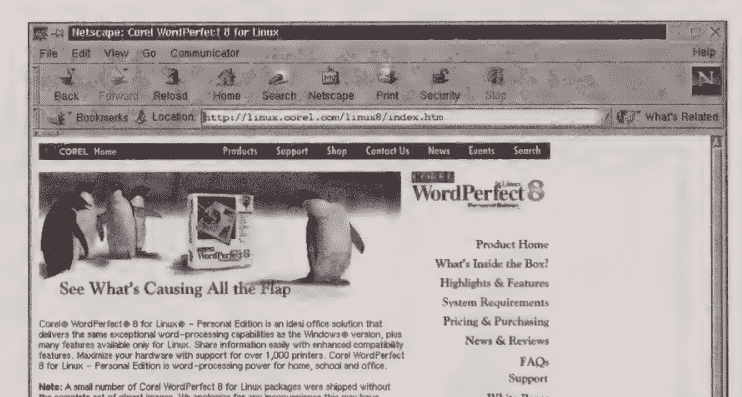 Netscape: Corel WordPerfect 8 for Linux
File Edit View Go Communicator Help
Back Forward Reload Home Search Netscape Print Security Stop
Bookmarks Location: http://linux.corel.com/linux8/index.htm What's Related
COREL Home Products Support Shop Contact Us News Events Search
COREL
WordPerfect 8
for Linux
Personal Edition
WordPerfect 8
See What's Causing All the Flap
Product Home
What's Inside the Box?
Highlights & Features
System Requirements
Pricing & Purchasing
News & Reviews
FAQs
Support
Corel® WordPerfect® 8 for Linux® – Personal Edition is an ideal office solution that
delivers the same exceptional word-processing capabilities as the Windows® version, plus
many features available only for Linux. Share information easily with enhanced compatibility
features. Maximize your hardware with support for over 1,000 printers. Corel WordPerfect
8 for Linux – Personal Edition is word-processing power for home, school and office.
Note: A small number of Corel WordPerfect 8 for Linux packages were shipped without